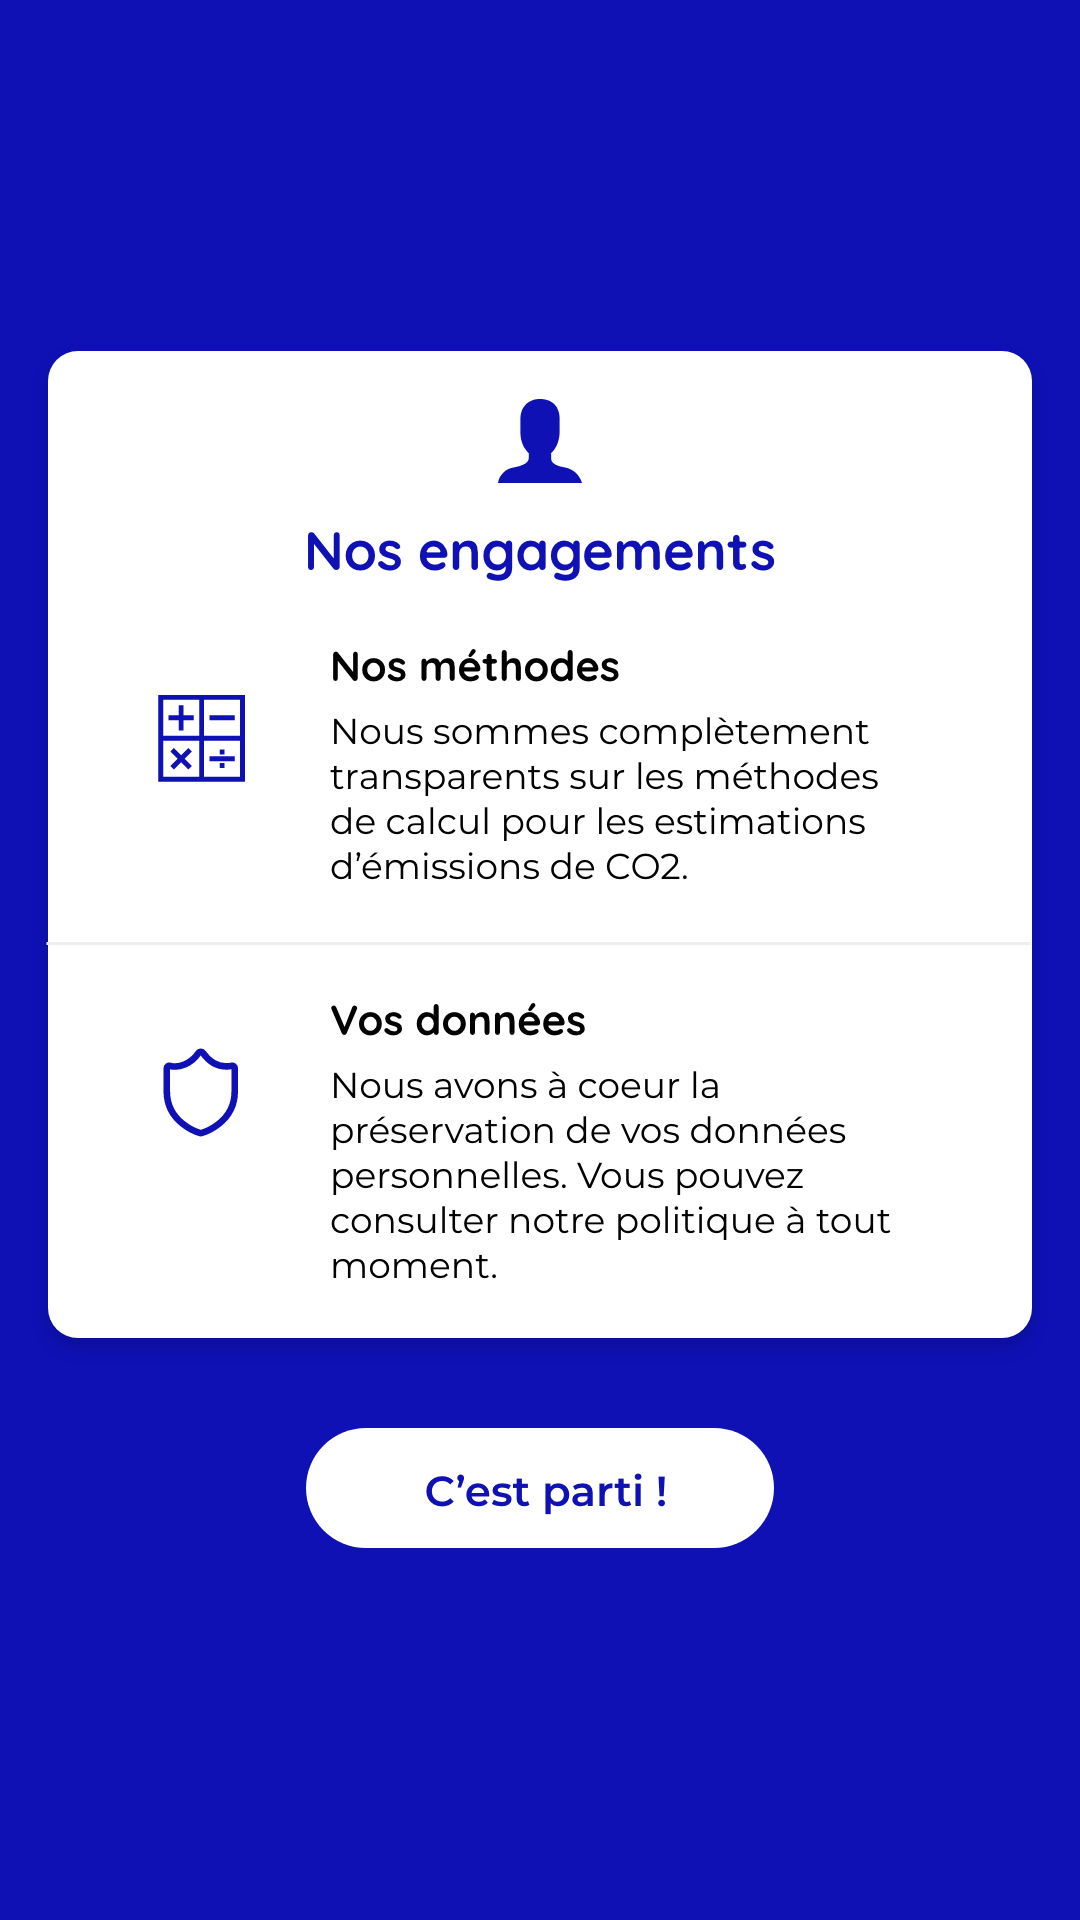 Nos engagements
Nos méthodes
Nous sommes complètement
transparents sur les méthodes
de calcul pour les estimations
d’émissions de CO2.
Vos données
Nous avons à coeur la
préservation de vos données
personnelles. Vous pouvez
consulter notre politique à tout
moment.
C’est parti !